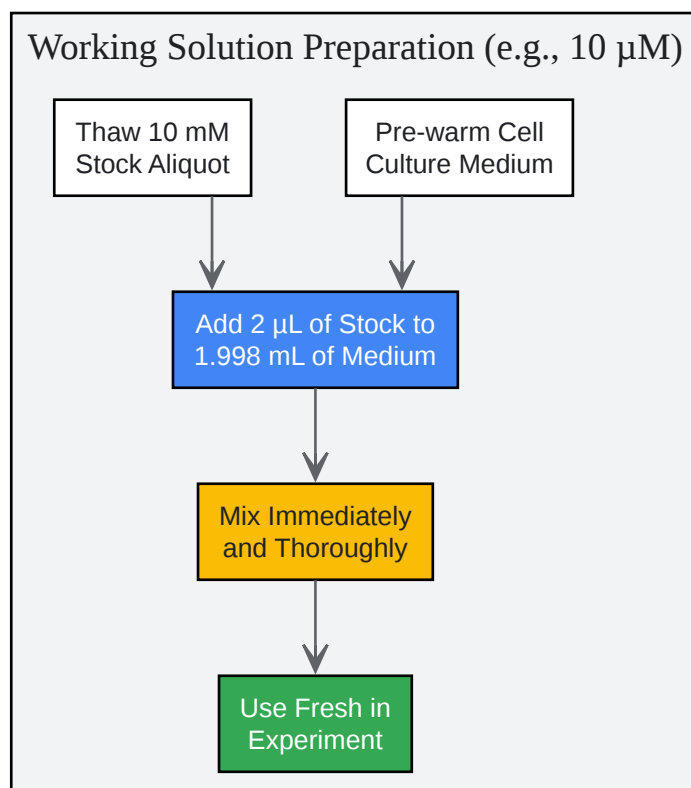 Working Solution Preparation (e.g., 10 µM)
Thaw 10 mM
Stock Aliquot
Pre-warm Cell
Culture Medium
Add 2 µL of Stock to
1.998 mL of Medium
Mix Immediately
and Thoroughly
Use Fresh in
Experiment